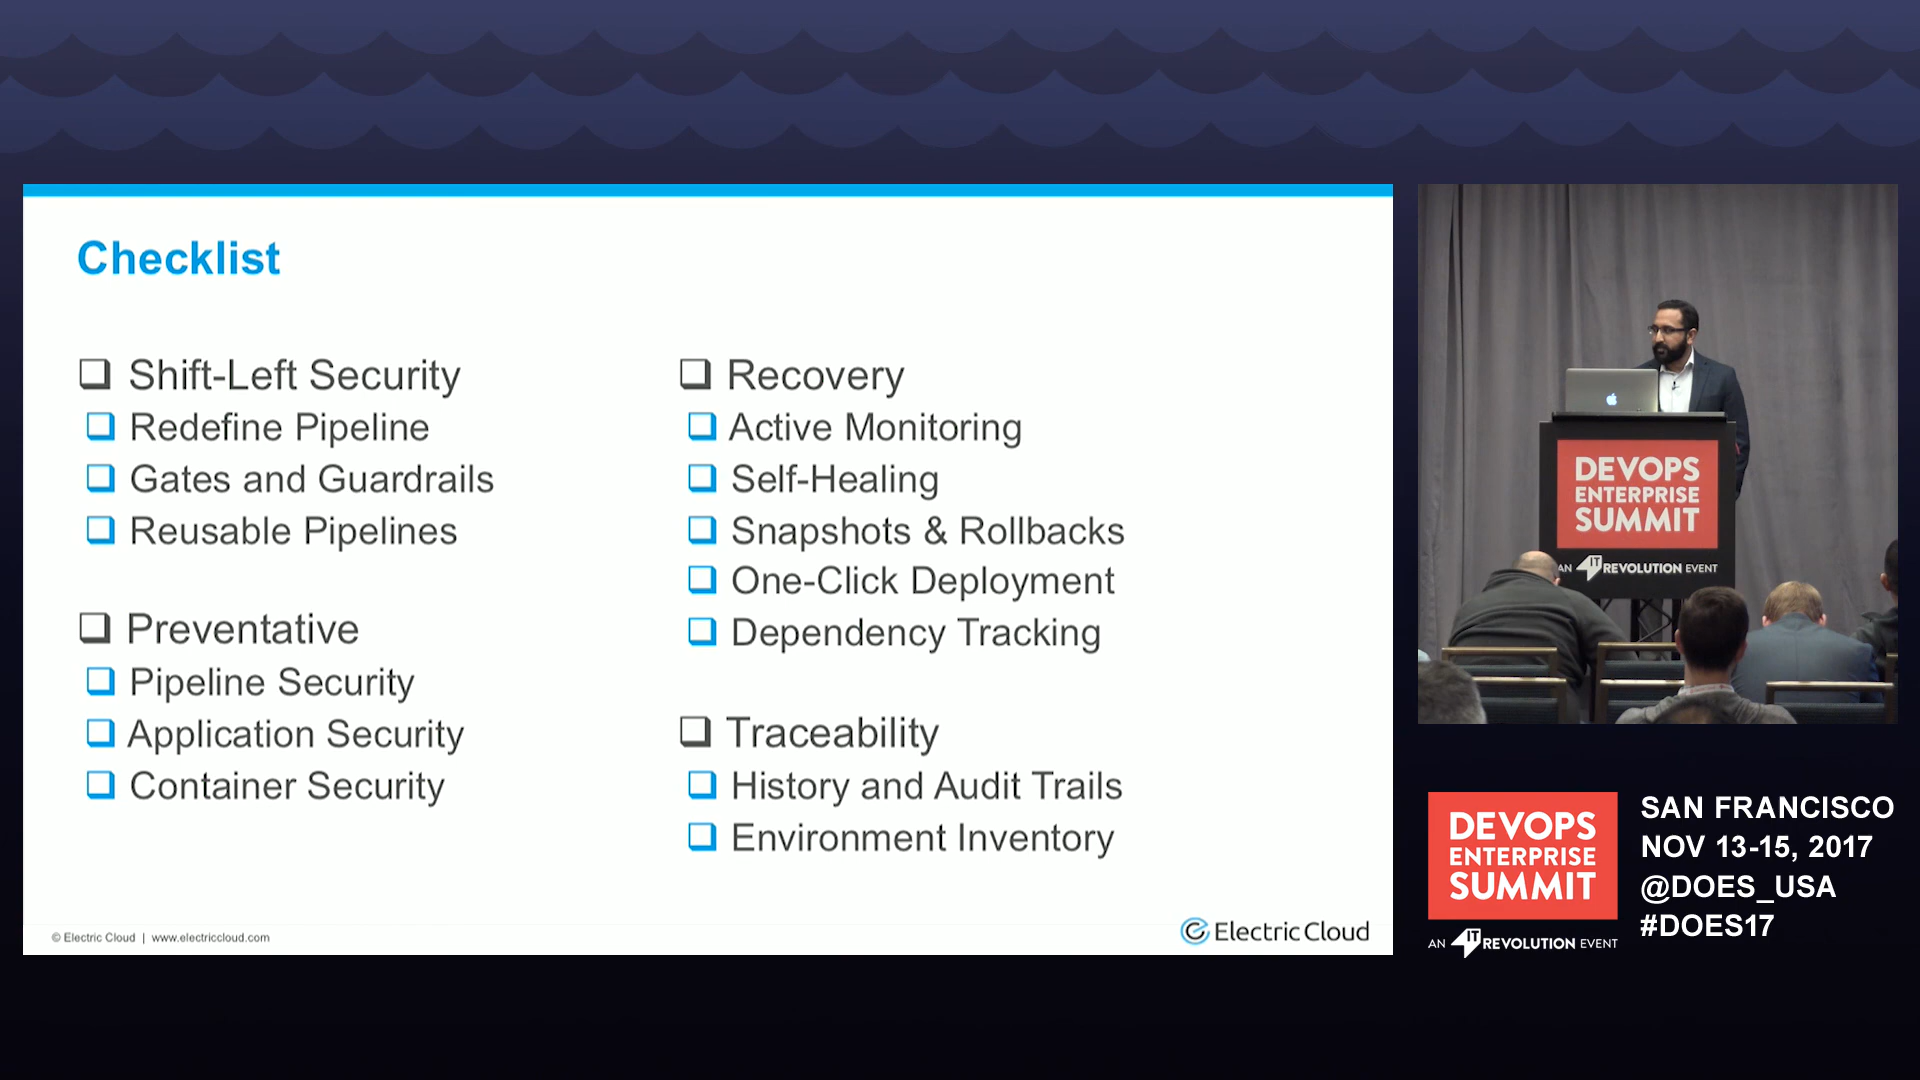 Checklist
Shift-Left Security
Redefine Pipeline
Gates and Guardrails
Reusable Pipelines
Preventative
Pipeline Security
Application Security
Container Security
Recovery
Active Monitoring
Self-Healing
Snapshots & Rollbacks
One-Click Deployment
Dependency Tracking
Traceability
History and Audit Trails
Environment Inventory
© Electric Cloud | www.electriccloud.com
Electric Cloud
DEVOPS
ENTERPRISE
SUMMIT
AN IT REVOLUTION EVENT
DEVOPS
ENTERPRISE
SUMMIT
AN IT REVOLUTION EVENT
SAN FRANCISCO
NOV 13-15, 2017
@DOES_USA
#DOES17